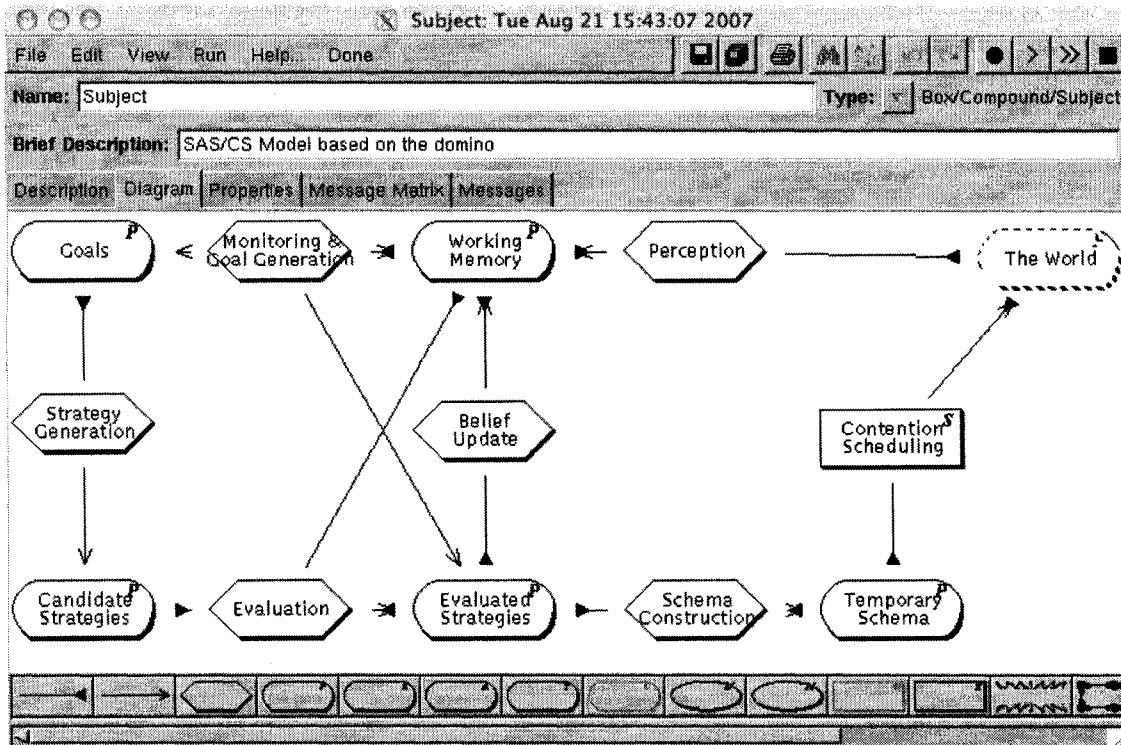 Subject: Tue Aug 21 15:43:07 2007
File Edit View Run Help... Done
Name: Subject Type: Box/Compound/Subject
Brief Description: SAS/CS Model based on the domino
Description Diagram Properties Message Matrix Messages
Goals P
Monitoring &
Goal Generation
Working P
Memory
Perception
The World
Strategy
Generation
Belief
Update
Contention S
Scheduling
Candidate P
Strategies
Evaluation
Evaluated P
Strategies
Schema
Construction
Temporary P
Schema